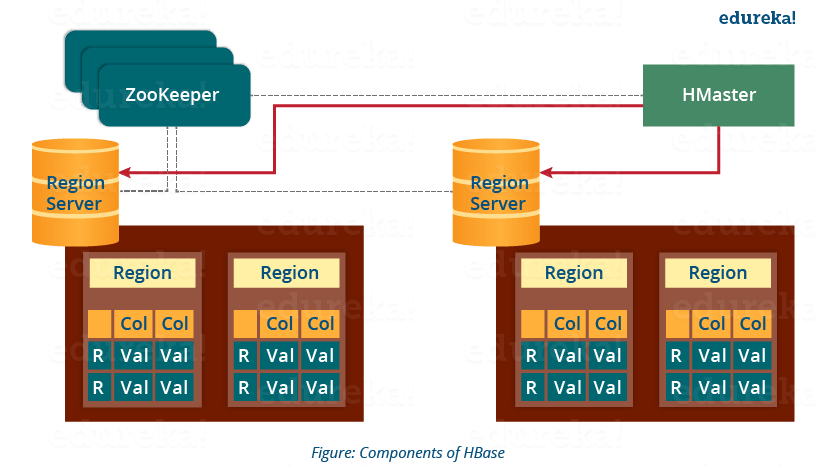 edureka!
ZooKeeper
HMaster
Region
Server
Region
Server
Region
Col Col
R Val Val
R Val Val
Region
Col Col
R Val Val
R Val Val
Region
Col Col
R Val Val
R Val Val
Region
Col Col
R Val Val
R Val Val
Figure: Components of HBase